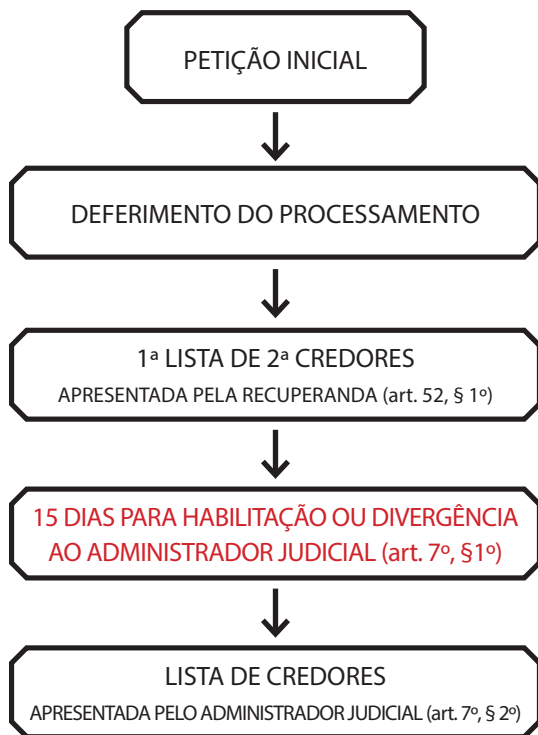 PETIÇÃO INICIAL
DEFERIMENTO DO PROCESSAMENTO
1ª LISTA DE 2ª CREDORES
APRESENTADA PELA RECUPERANDA (art. 52, § 1º)
15 DIAS PARA HABILITAÇÃO OU DIVERGÊNCIA
AO ADMINISTRADOR JUDICIAL (art. 7º, §1º)
LISTA DE CREDORES
APRESENTADA PELO ADMINISTRADOR JUDICIAL (art. 7º, § 2º)